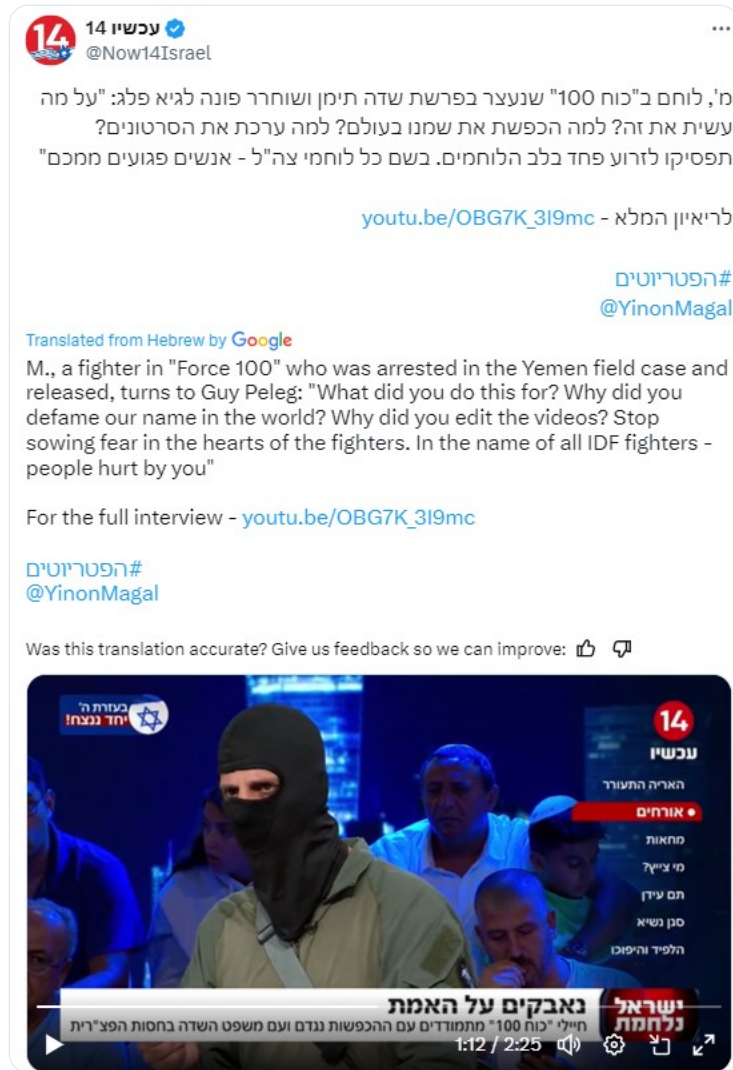 14 עכשיו 14
@Now14Israel
מ', לוחם ב"כוח 100" שנעצר בפרשת שדה תימן ושוחרר פונה לגיא פלג: "על מה
עשית את זה? למה הכפשת את שמנו בעולם? למה ערכת את הסרטונים?
תפסיקו לזרוע פחד בלב הלוחמים. בשם כל לוחמי צה"ל - אנשים פגועים ממכם"
לריאיון המלא - youtu.be/OBG7K_3I9mc
#הפטריוטים
@YinonMagal
Translated from Hebrew by Google
M., a fighter in "Force 100" who was arrested in the Yemen field case and
released, turns to Guy Peleg: "What did you do this for? Why did you
defame our name in the world? Why did you edit the videos? Stop
sowing fear in the hearts of the fighters. In the name of all IDF fighters -
people hurt by you"
For the full interview - youtu.be/OBG7K_3I9mc
#הפטריוטים
@YinonMagal
Was this translation accurate? Give us feedback so we can improve:
בעזרת ה'
יחד ננצח!
14
עכשיו
האריה התעורר
אורחים
מחאות
מי צייץ?
תם עידן
סגן נשיא
הלפיד והיפוכו
ישראל
נלחמת
נאבקים על האמת
חיילי "כוח 100" מתמודדים עם ההכפשות נגדם ועם משפט השדה בחסות הפצ"רית
1:12 / 2:25